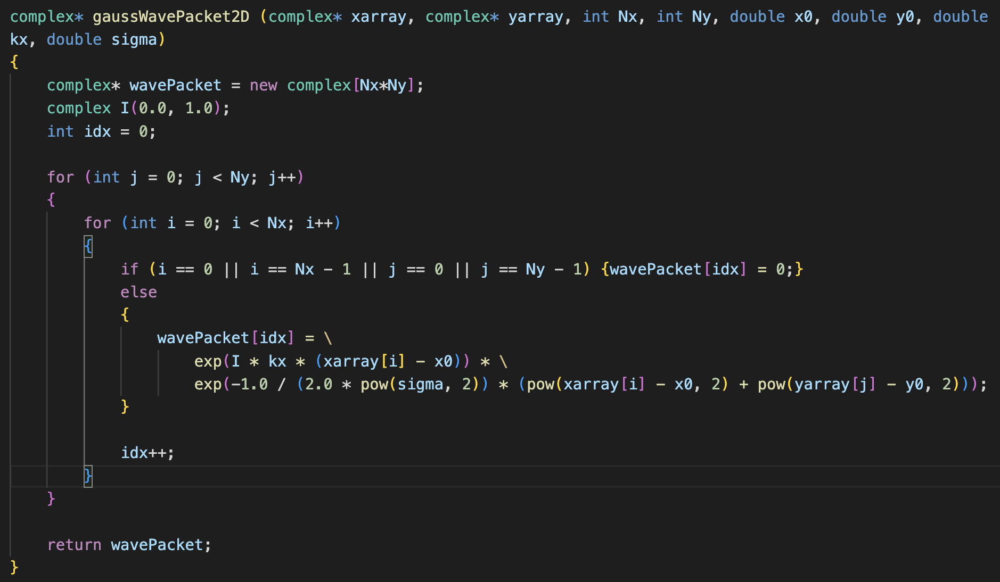 complex* gaussWavePacket2D (complex* xarray, complex* yarray, int Nx, int Ny, double x0, double y0, double
kx, double sigma)
{
    complex* wavePacket = new complex[Nx*Ny];
    complex I(0.0, 1.0);
    int idx = 0;

    for (int j = 0; j < Ny; j++)
    {
        for (int i = 0; i < Nx; i++)
        {
            if (i == 0 || i == Nx - 1 || j == 0 || j == Ny - 1) {wavePacket[idx] = 0;}
            else
            {
                wavePacket[idx] = \
                    exp(I * kx * (xarray[i] - x0)) * \
                    exp(-1.0 / (2.0 * pow(sigma, 2)) * (pow(xarray[i] - x0, 2) + pow(yarray[j] - y0, 2)));
            }

            idx++;
        }
    }

    return wavePacket;
}